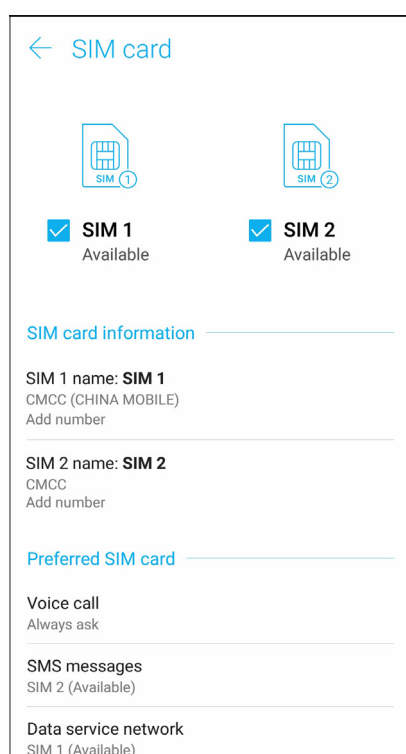 SIM card
SIM 1
SIM 2
SIM 1
SIM 2
Available
Available
SIM card information
SIM 1 name: SIM 1
CMCC (CHINA MOBILE)
Add number
SIM 2 name: SIM 2
CMCC
Add number
Preferred SIM card
Voice call
Always ask
SMS messages
SIM 2 (Available)
Data service network
SIM 1 (Available)